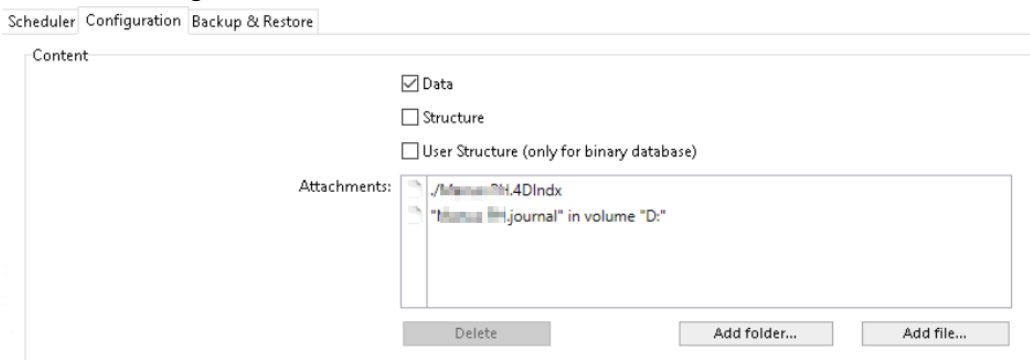 Scheduler Configuration Backup & Restore
Content
Data
Structure
User Structure (only for binary database)
Attachments:
./ .4DIndx
" .journal" in volume "D:"
Delete Add folder... Add file...